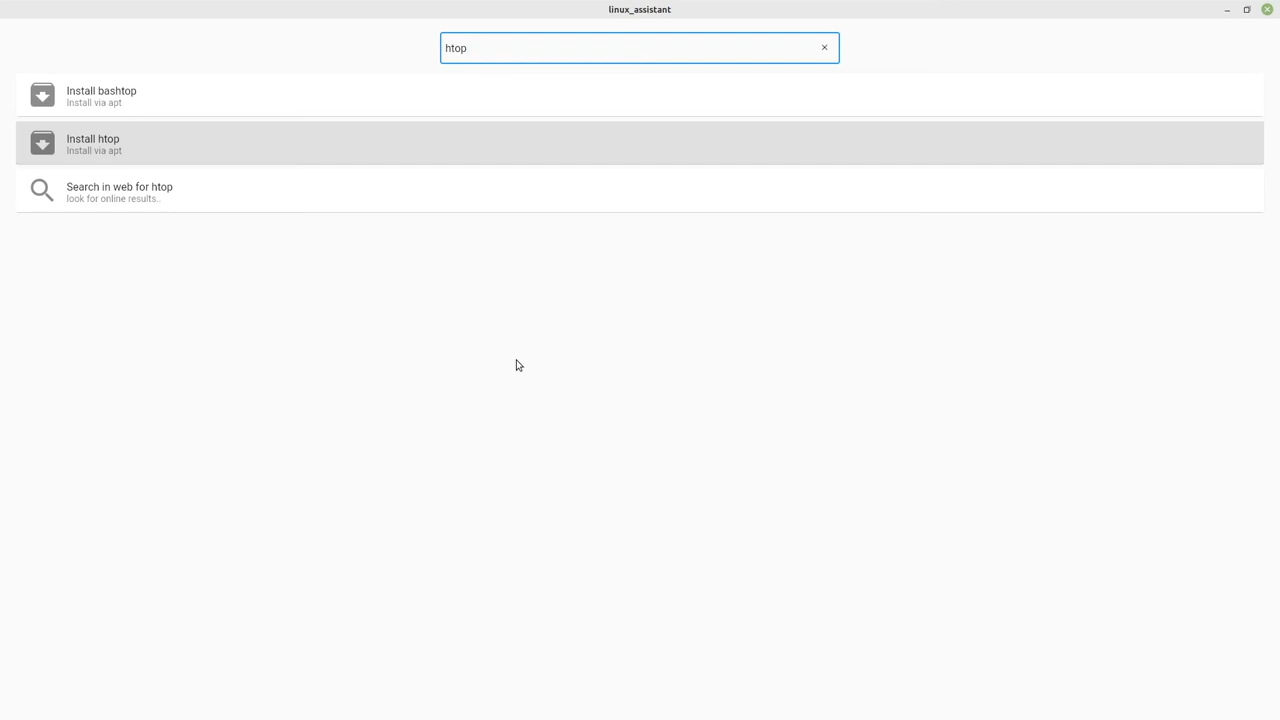 linux_assistant
htop
Install bashtop
Install via apt
Install htop
Install via apt
Search in web for htop
look for online results..